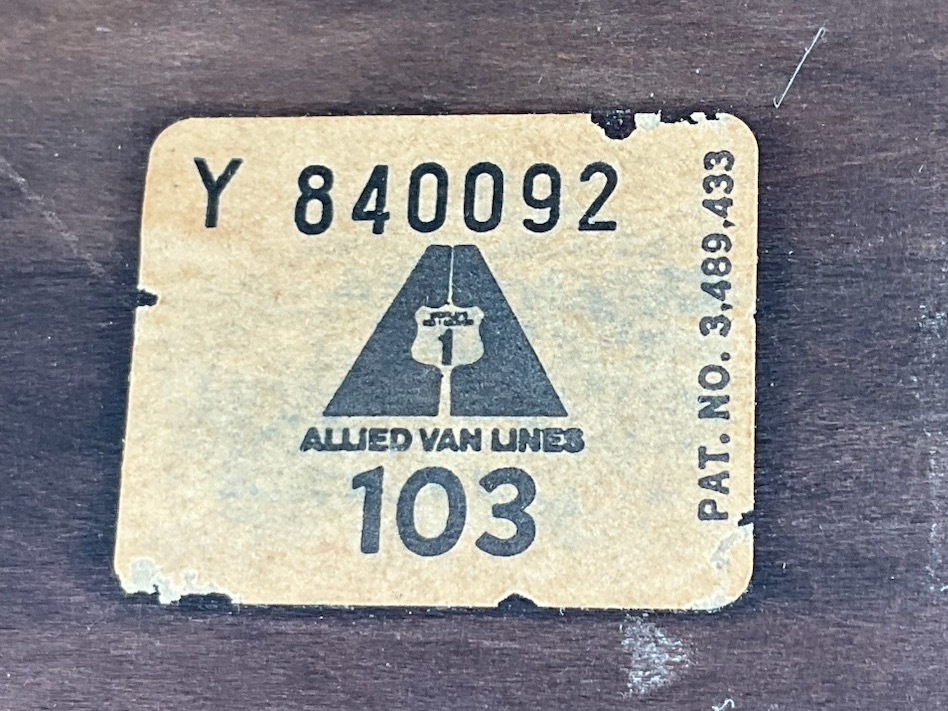 Y 840092
1
ALLIED VAN LINES
103
PAT. NO. 3,489,433